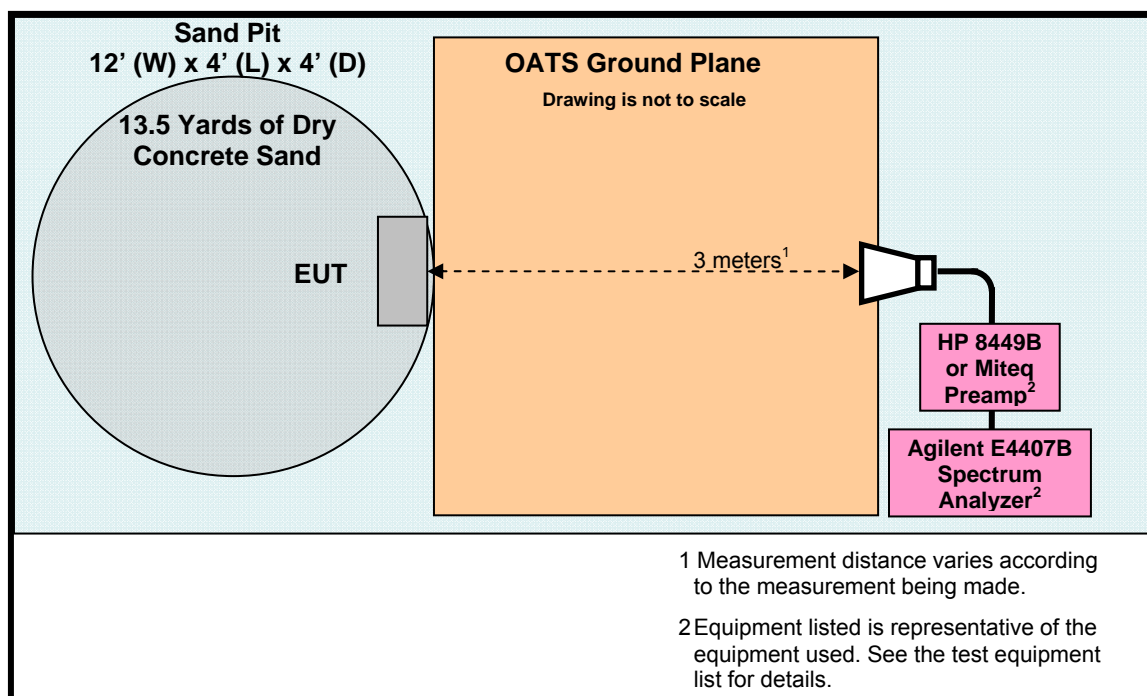 Sand Pit
12’ (W) x 4’ (L) x 4’ (D)
13.5 Yards of Dry
Concrete Sand
EUT
OATS Ground Plane
Drawing is not to scale
3 meters1
HP 8449B
or Miteq
Preamp2
Agilent E4407B
Spectrum
Analyzer2
1 Measurement distance varies according
to the measurement being made.
2 Equipment listed is representative of the
equipment used. See the test equipment
list for details.